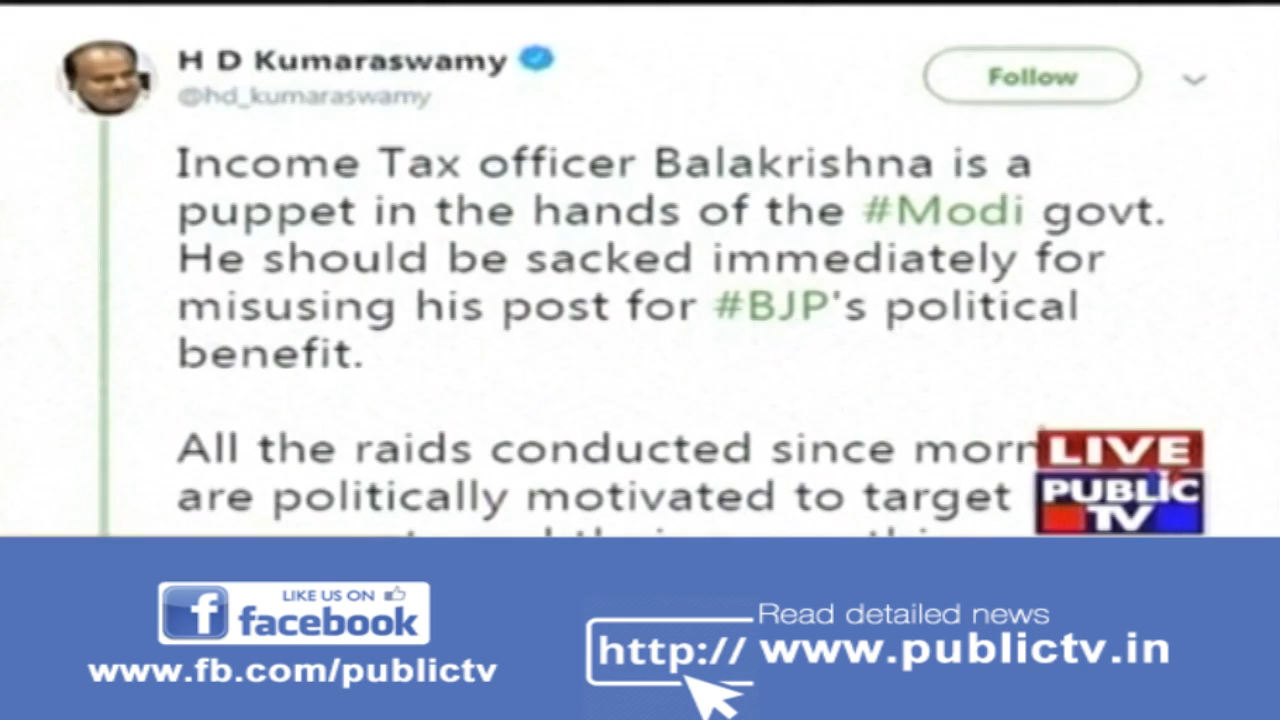 H D Kumaraswamy
@hd_kumaraswamy
Follow
Income Tax officer Balakrishna is a
puppet in the hands of the #Modi govt.
He should be sacked immediately for
misusing his post for #BJP's political
benefit.
All the raids conducted since morn
are politically motivated to target
LIVE
PUBLiC
TV
LIKE US ON
f facebook
www.fb.com/publictv
Read detailed news
http:// www.publictv.in